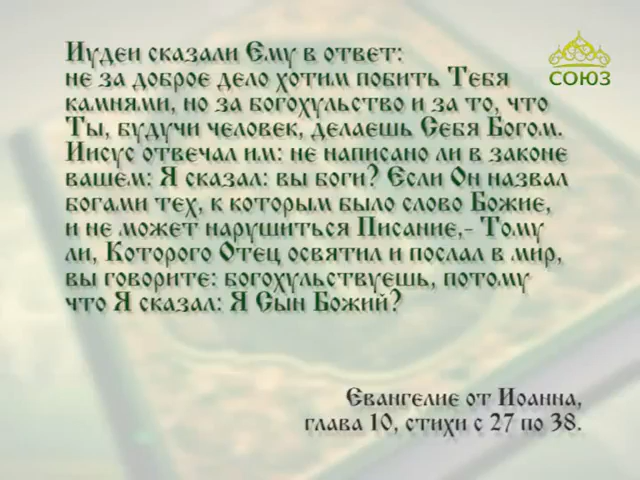 Иудеи сказали Ему в ответ:
не за доброе дело хотим побить Тебя
камнями, но за богохульство и за то, что
Ты, будучи человек, делаешь Себя Богом.
Иисус отвечал им: не написано ли в законе
вашем: Я сказал: вы боги? Если Он назвал
богами тех, к которым было слово Божие,
и не может нарушиться Писание,- Тому
ли, Которого Отец освятил и послал в мир,
вы говорите: богохульствуешь, потому
что Я сказал: Я Сын Божий?
СОЮЗ
Евангелие от Иоанна,
глава 10, стихи с 27 по 38.